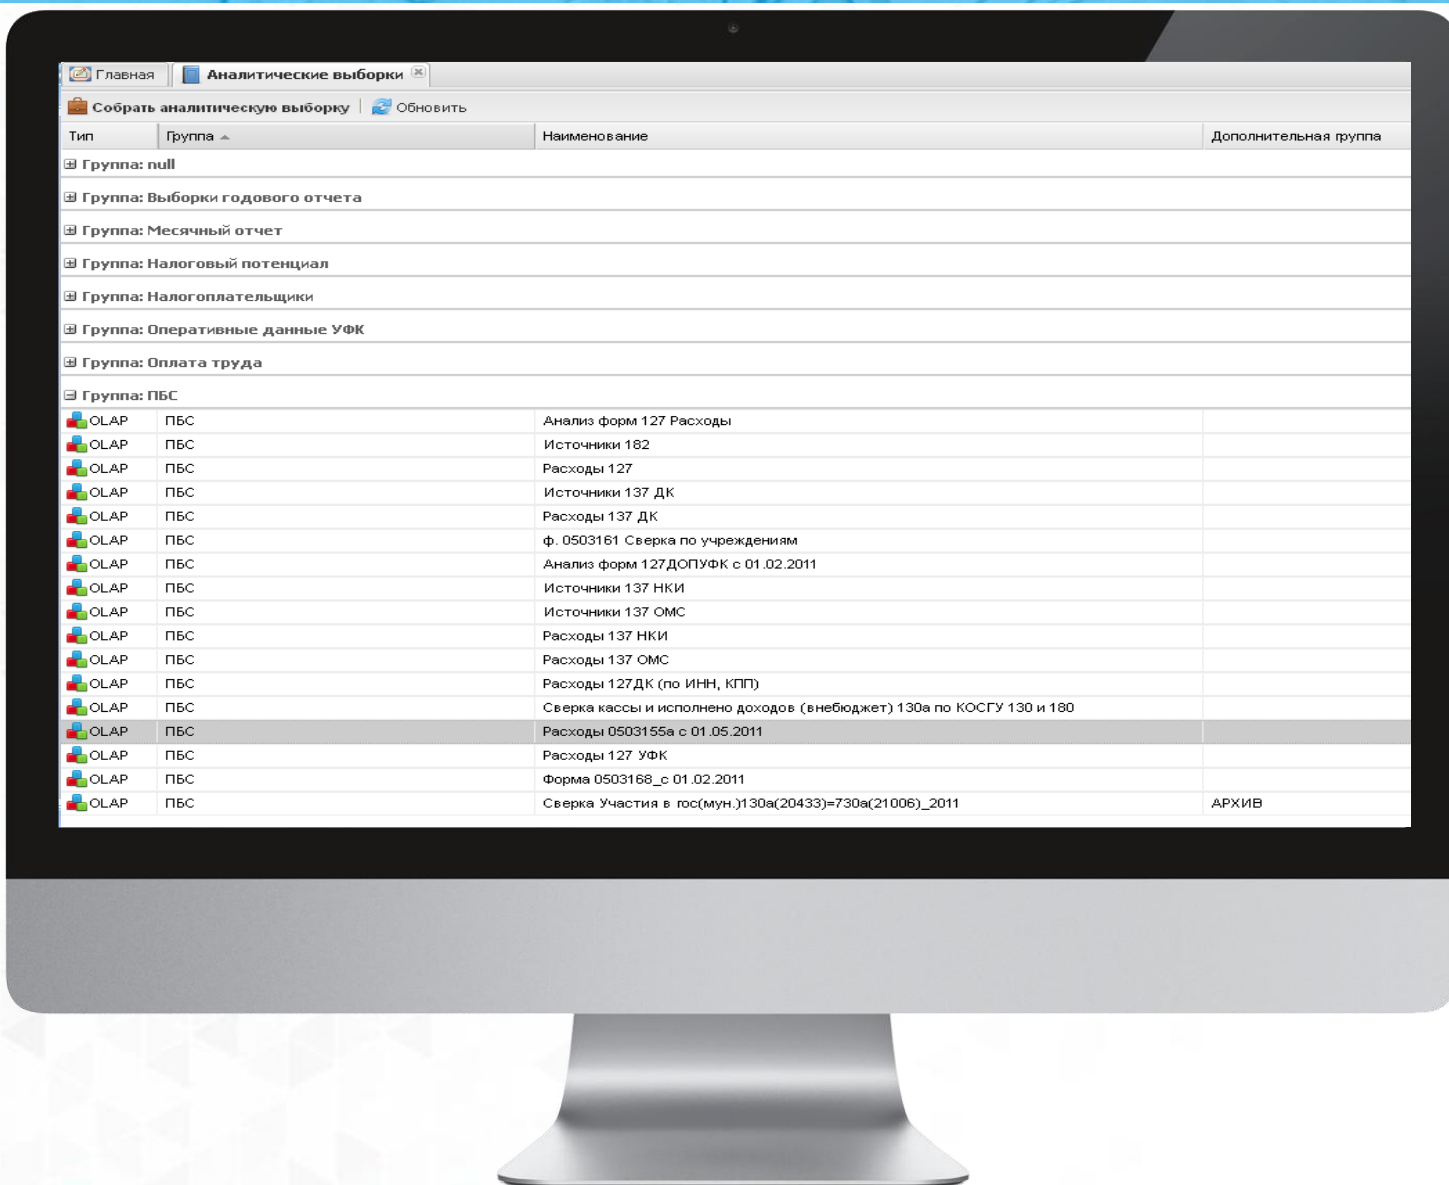 Главная Аналитические выборки
Собрать аналитическую выборку Обновить
Тип Группа Наименование Дополнительная группа
Группа: null
Группа: Выборки годового отчета
Группа: Месячный отчет
Группа: Налоговый потенциал
Группа: Налогоплательщики
Группа: Оперативные данные УФК
Группа: Оплата труда
Группа: ПБС
OLAP ПБС Анализ форм 127 Расходы
OLAP ПБС Источники 182
OLAP ПБС Расходы 127
OLAP ПБС Источники 137 ДК
OLAP ПБС Расходы 137 ДК
OLAP ПБС ф. 0503161 Сверка по учреждениям
OLAP ПБС Анализ форм 127ДОПУФК с 01.02.2011
OLAP ПБС Источники 137 НКИ
OLAP ПБС Источники 137 ОМС
OLAP ПБС Расходы 137 НКИ
OLAP ПБС Расходы 137 ОМС
OLAP ПБС Расходы 127ДК (по ИНН, КПП)
OLAP ПБС Сверка кассы и исполнено доходов (внебюджет) 130а по КОСГУ 130 и 180
OLAP ПБС Расходы 0503155а с 01.05.2011
OLAP ПБС Расходы 127 УФК
OLAP ПБС Форма 0503168_с 01.02.2011
OLAP ПБС Сверка Участия в гос(мун.)130а(20433)=730а(21006)_2011 АРХИВ